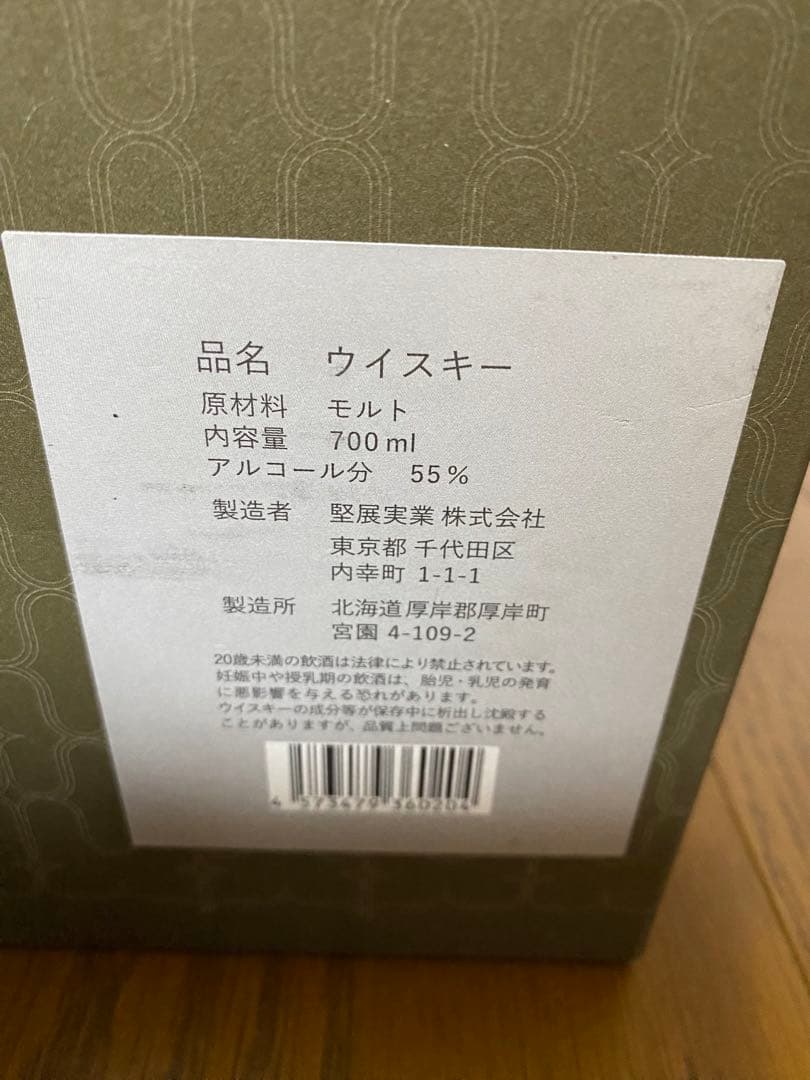 品名 ウイスキー
原材料 モルト
内容量 700ml
アルコール分 55%
製造者 堅展実業 株式会社
東京都 千代田区
内幸町 1-1-1
製造所 北海道厚岸郡厚岸町
宮園 4-109-2
20歳未満の飲酒は法律により禁止されています。
妊娠中や授乳期の飲酒は、胎児・乳児の発育
に悪影響を与える恐れがあります。
ウイスキーの成分等が保存中に析出し沈殿する
ことがありますが、品質上問題ございません。
4 573479 360204